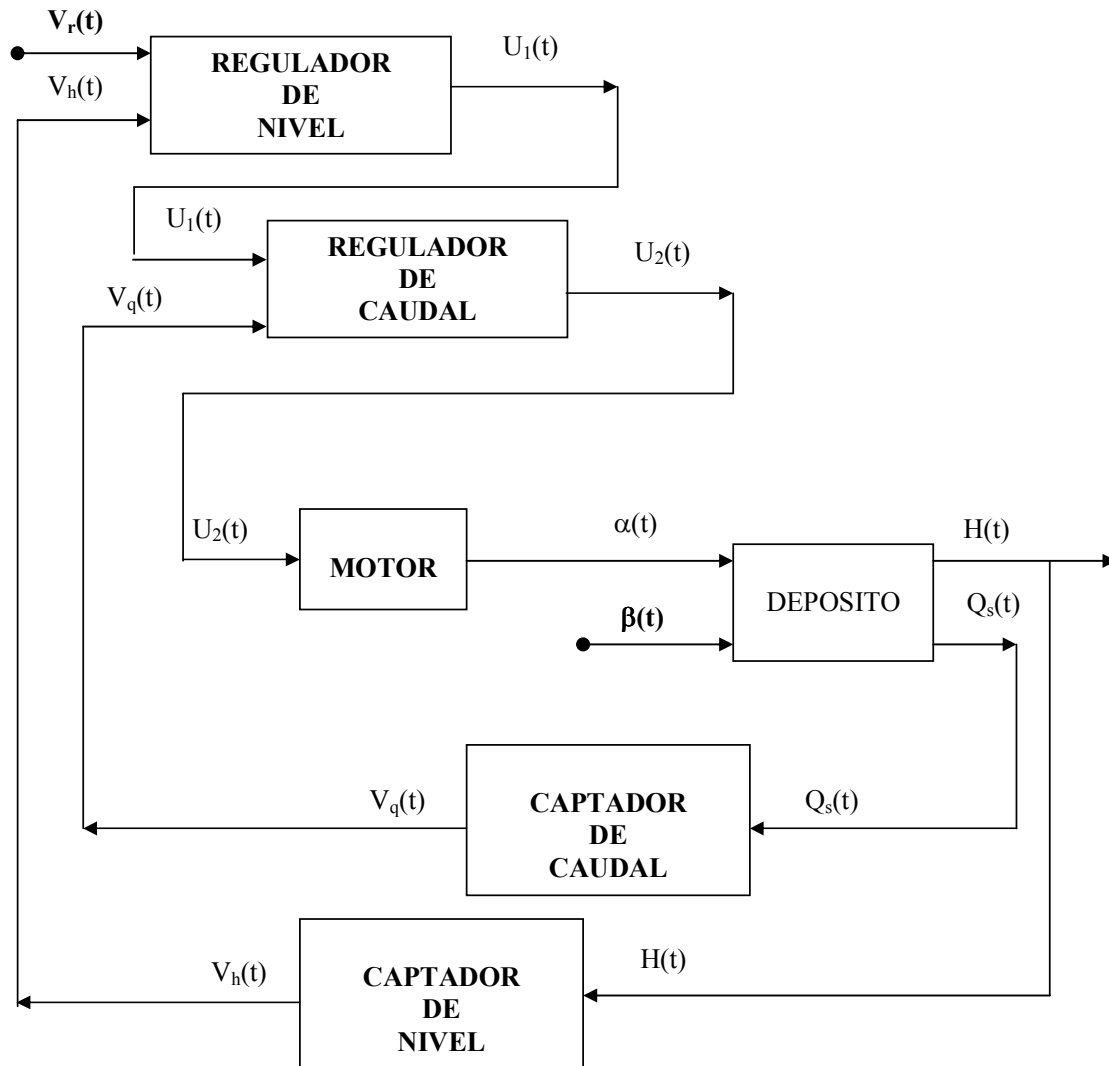 Vr(t)
Vh(t)
REGULADOR
DE
NIVEL
U1(t)
U1(t)
Vq(t)
REGULADOR
DE
CAUDAL
U2(t)
U2(t)
MOTOR
α(t)
β(t)
DEPOSITO
H(t)
Qs(t)
Vq(t)
CAPTADOR
DE
CAUDAL
Qs(t)
Vh(t)
CAPTADOR
DE
NIVEL
H(t)